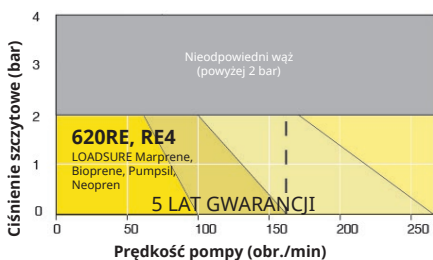 Ciśnienie szczytowe (bar)
4
3
2
1
0
Nieodpowiedni wąż
(powyżej 2 bar)
620RE, RE4
LOADSURE Marprene,
Bioprene, Pumpsil,
Neopren
5 LAT GWARANCJI
0 50 100 150 200 250
Prędkość pompy (obr./min)